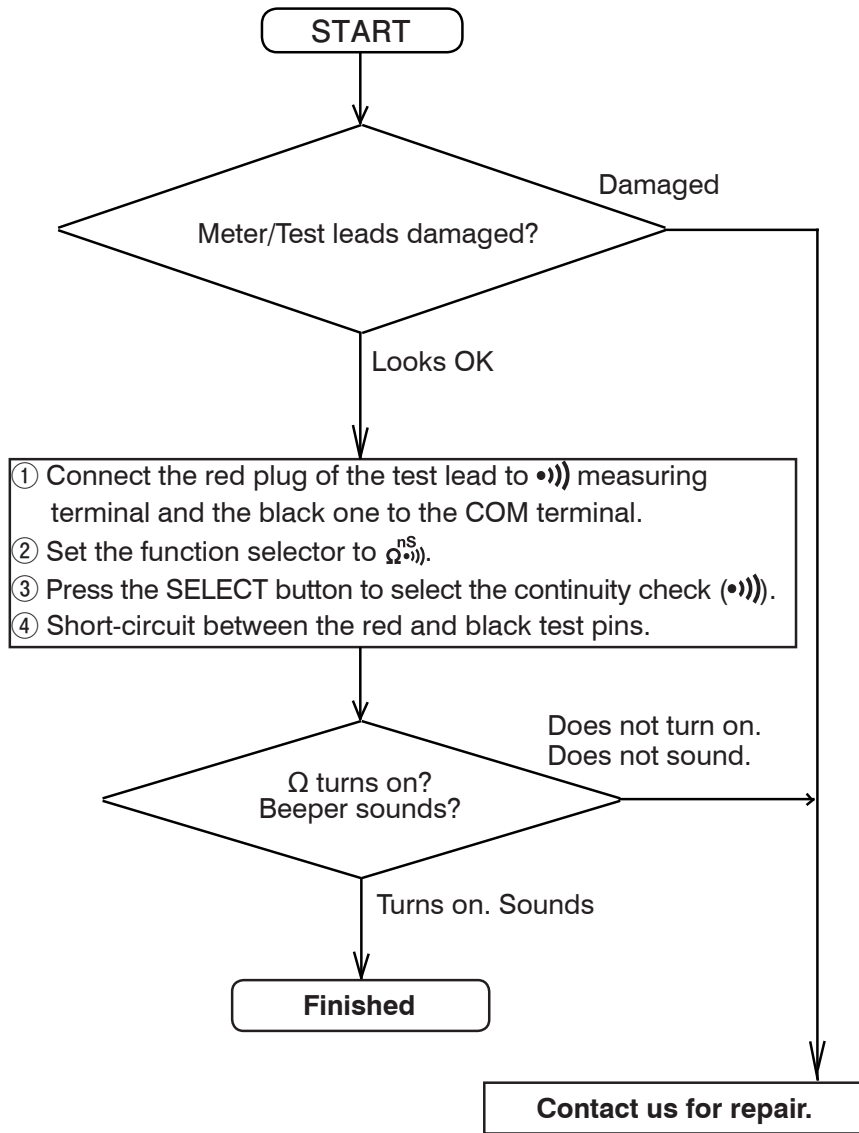 START
Damaged
Meter/Test leads damaged?
Looks OK
① Connect the red plug of the test lead to •))) measuring
terminal and the black one to the COM terminal.
② Set the function selector to Ω nS •))).
③ Press the SELECT button to select the continuity check (•)))).
④ Short-circuit between the red and black test pins.
Does not turn on.
Does not sound.
Ω turns on?
Beeper sounds?
Turns on. Sounds
Finished
Contact us for repair.